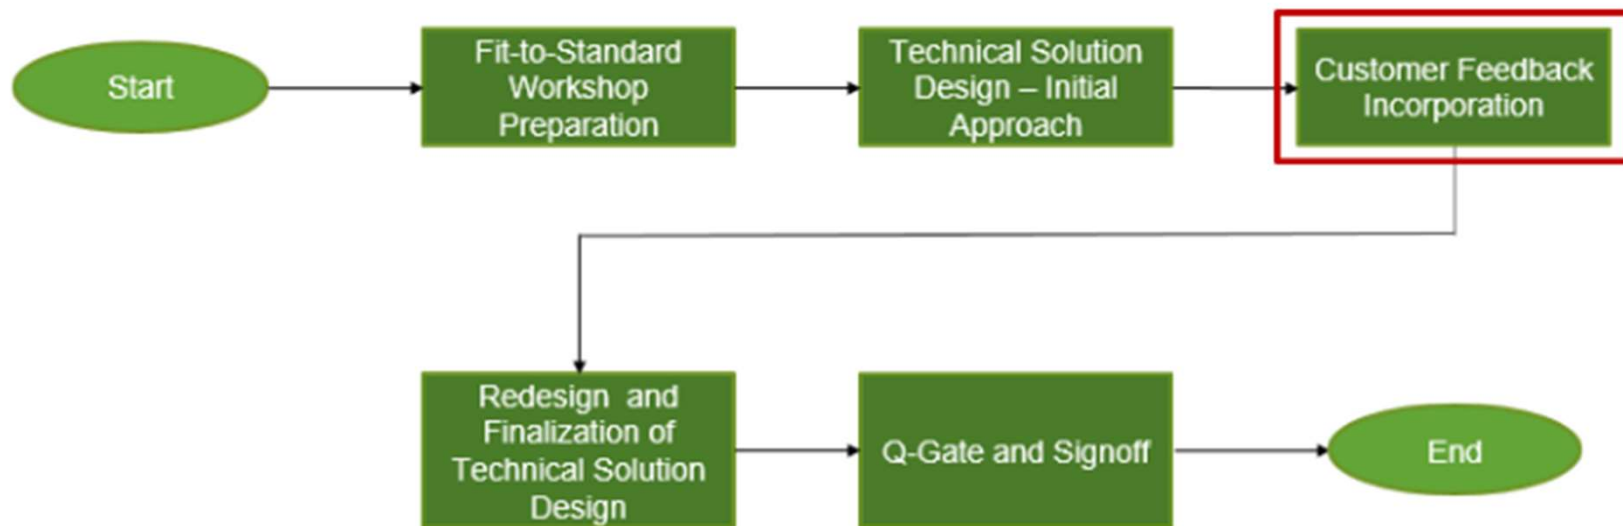 Start
Fit-to-Standard
Workshop
Preparation
Technical Solution
Design – Initial
Approach
Customer Feedback
Incorporation
Redesign  and
Finalization of
Technical Solution
Design
Q-Gate and Signoff
End